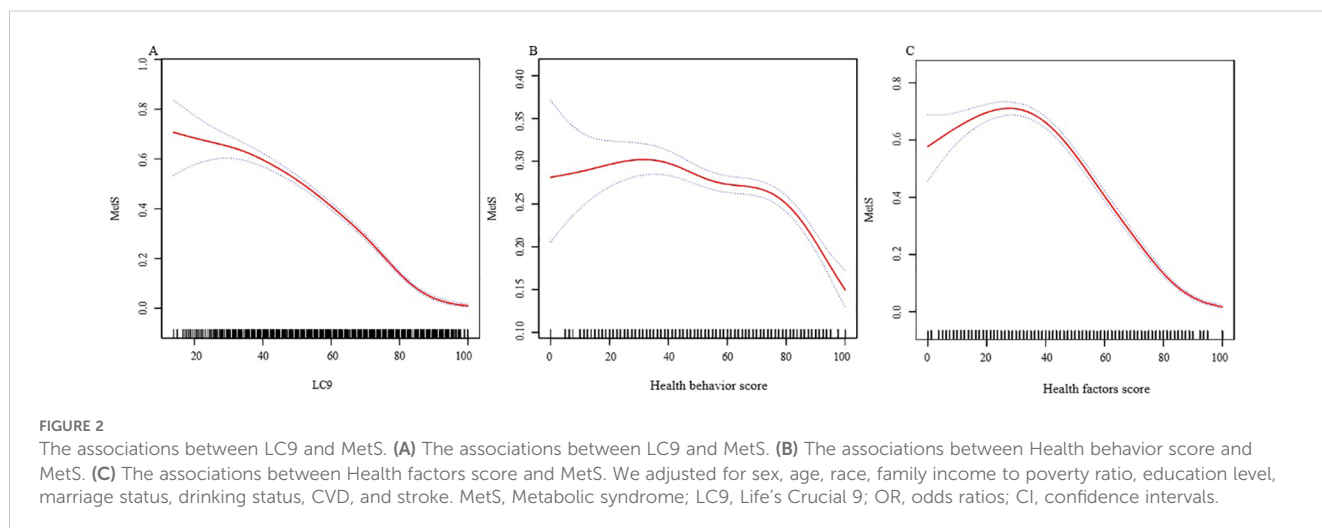 A
B
C
1.0
0.8
0.6
0.4
0.2
0.0
MetS
20
40
60
80
100
LC9
0.40
0.35
0.30
0.25
0.20
0.15
0.10
MetS
0
20
40
60
80
100
Health behavior score
0.8
0.6
0.4
0.2
0.0
MetS
0
20
40
60
80
100
Health factors score
FIGURE 2
The associations between LC9 and MetS. (A) The associations between LC9 and MetS. (B) The associations between Health behavior score and
MetS. (C) The associations between Health factors score and MetS. We adjusted for sex, age, race, family income to poverty ratio, education level,
marriage status, drinking status, CVD, and stroke. MetS, Metabolic syndrome; LC9, Life's Crucial 9; OR, odds ratios; CI, confidence intervals.